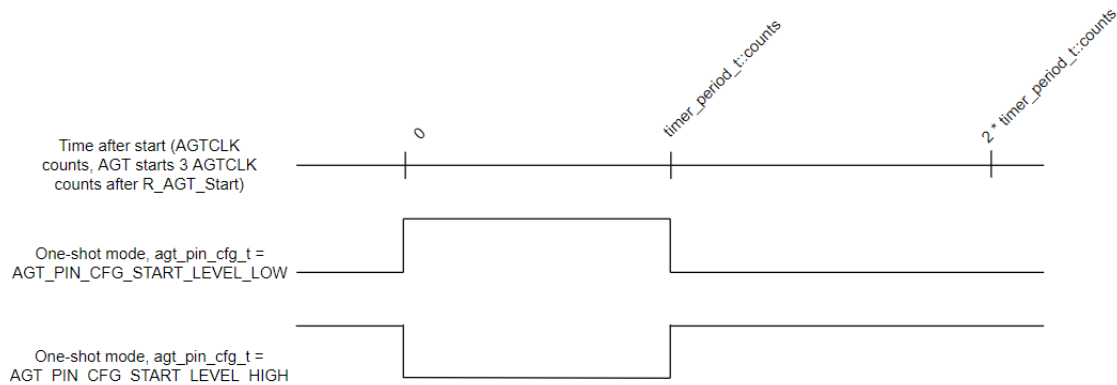 0
timer_period_t::counts
2 * timer_period_t::counts
Time after start (AGTCLK
counts, AGT starts 3 AGTCLK
counts after R_AGT_Start)
One-shot mode, agt_pin_cfg_t =
AGT_PIN_CFG_START_LEVEL_LOW
One-shot mode, agt_pin_cfg_t =
AGT_PIN_CFG_START_LEVEL_HIGH